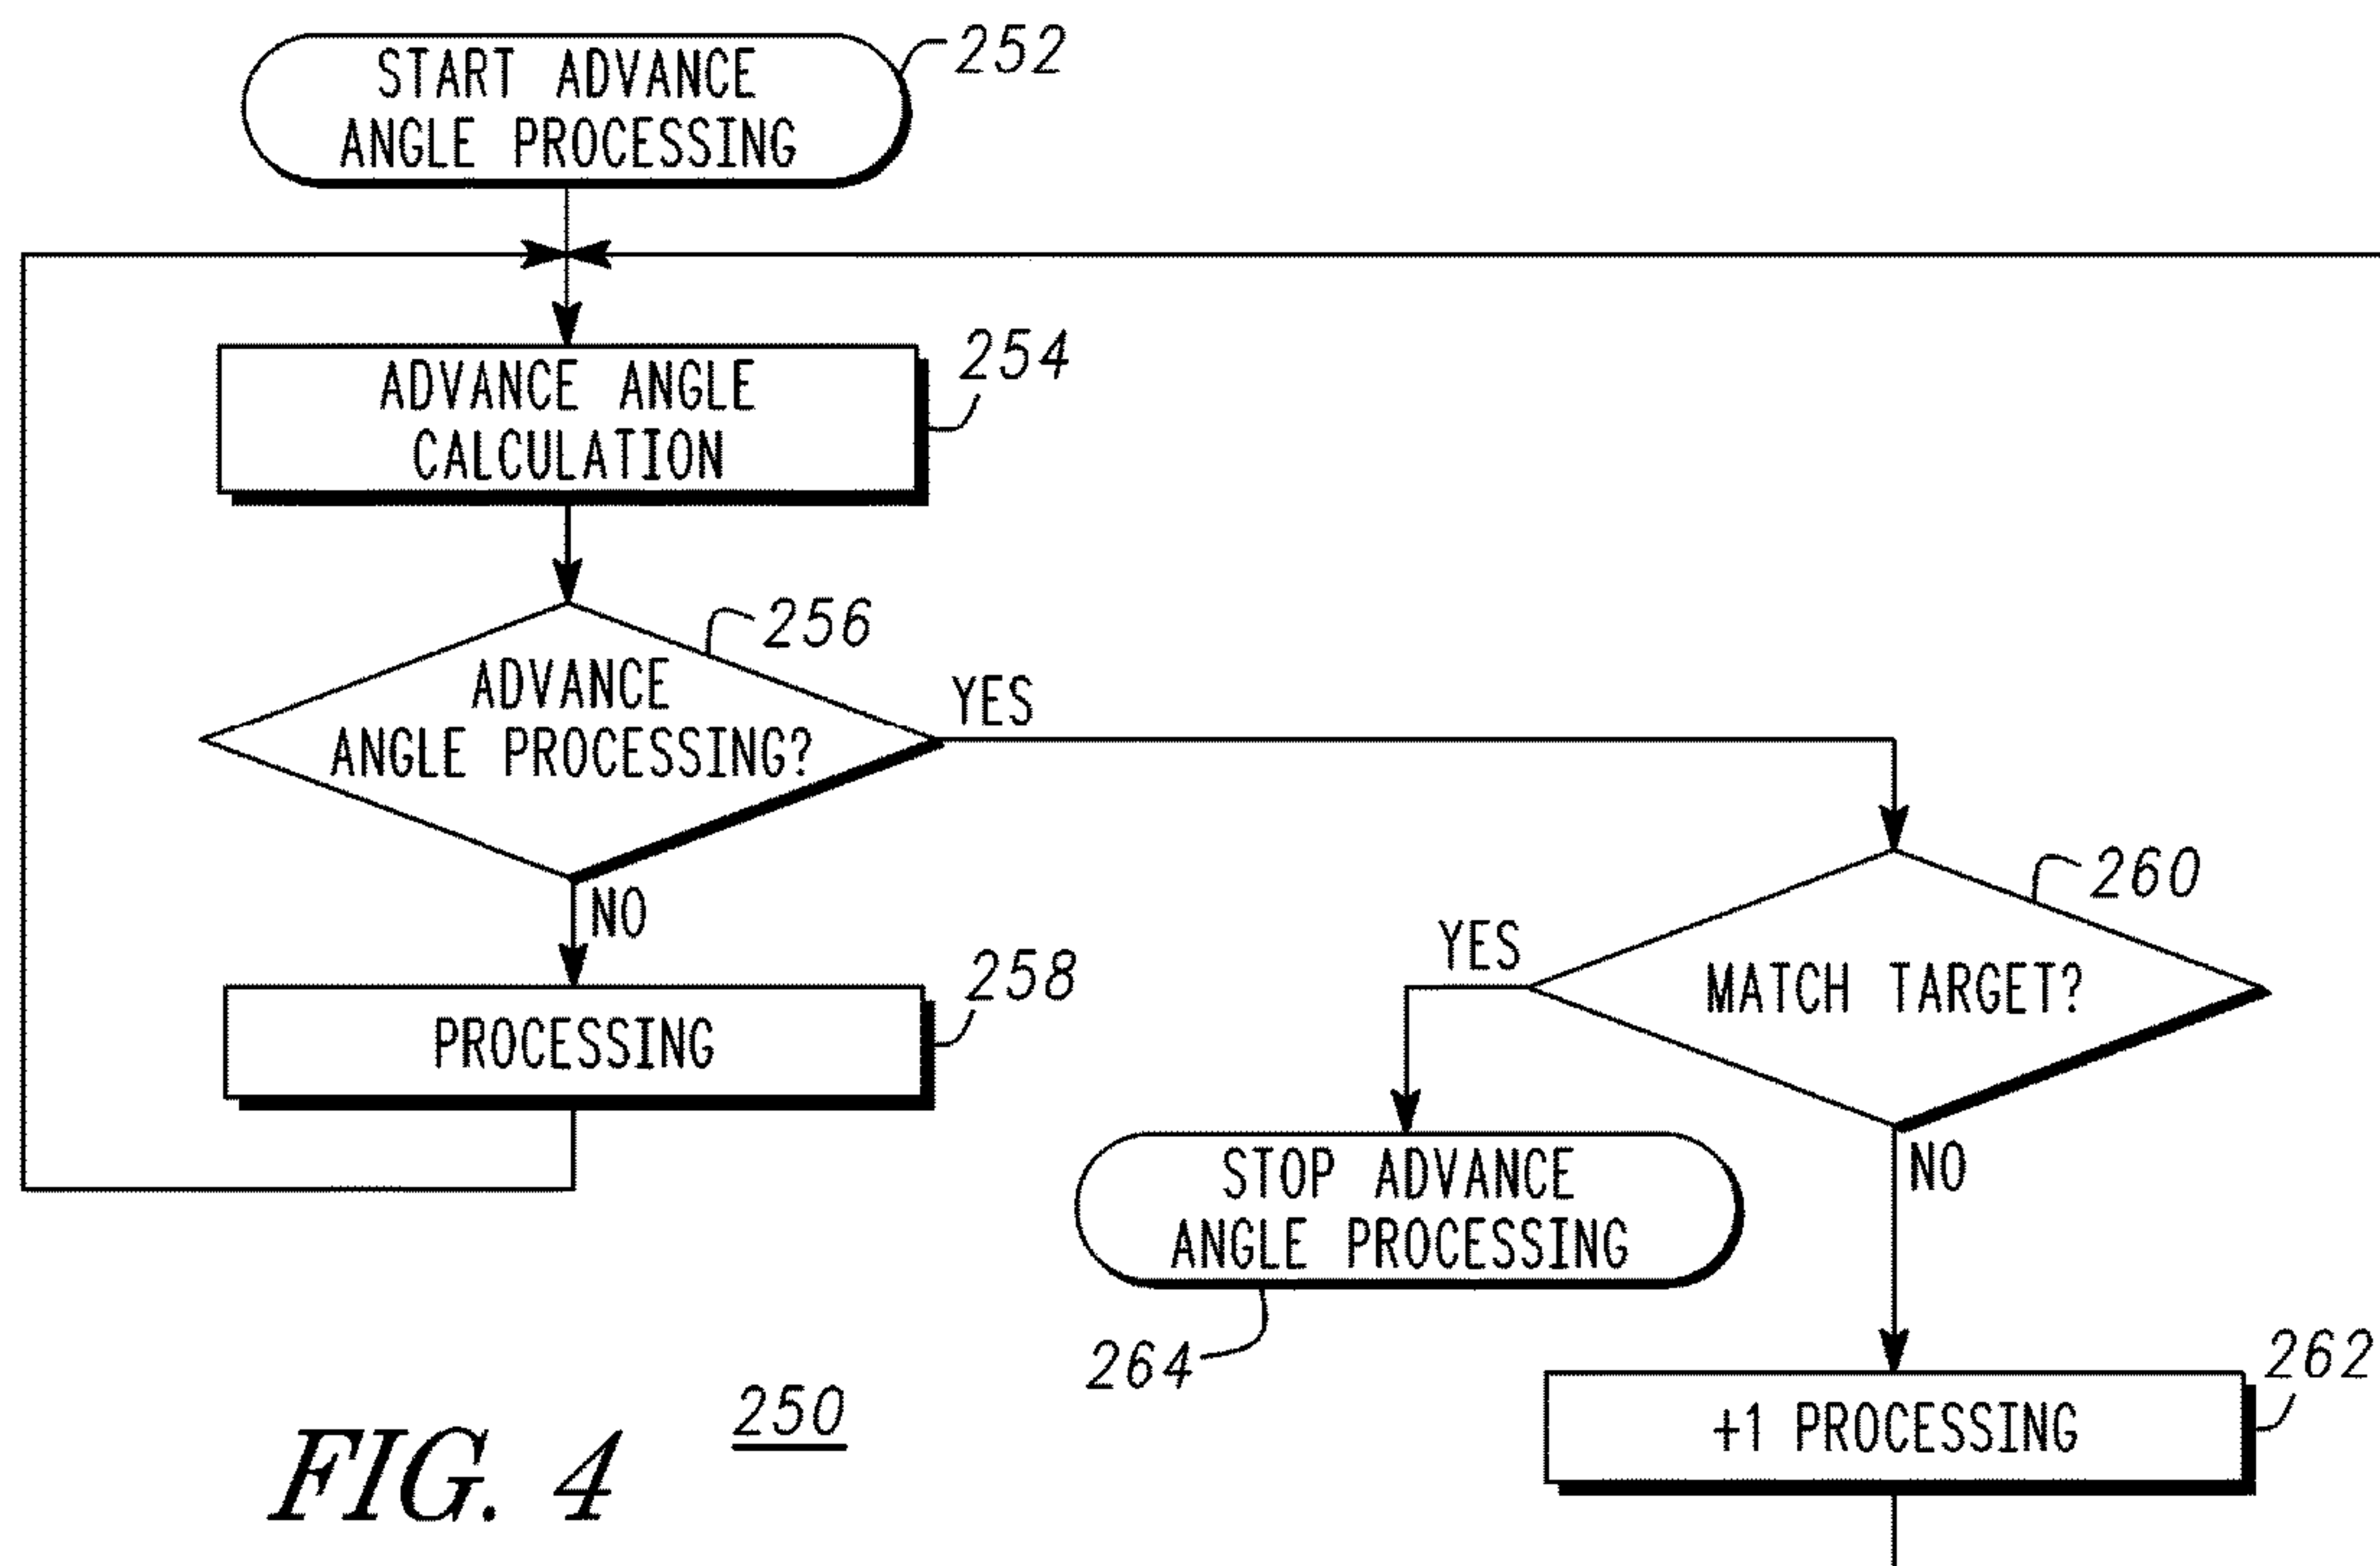 START ADVANCE
ANGLE PROCESSING
252
ADVANCE ANGLE
CALCULATION
254
256
ADVANCE
ANGLE PROCESSING?
YES
NO
PROCESSING
258
260
YES
MATCH TARGET?
NO
STOP ADVANCE
ANGLE PROCESSING
264
262
+1 PROCESSING
FIG. 4
250